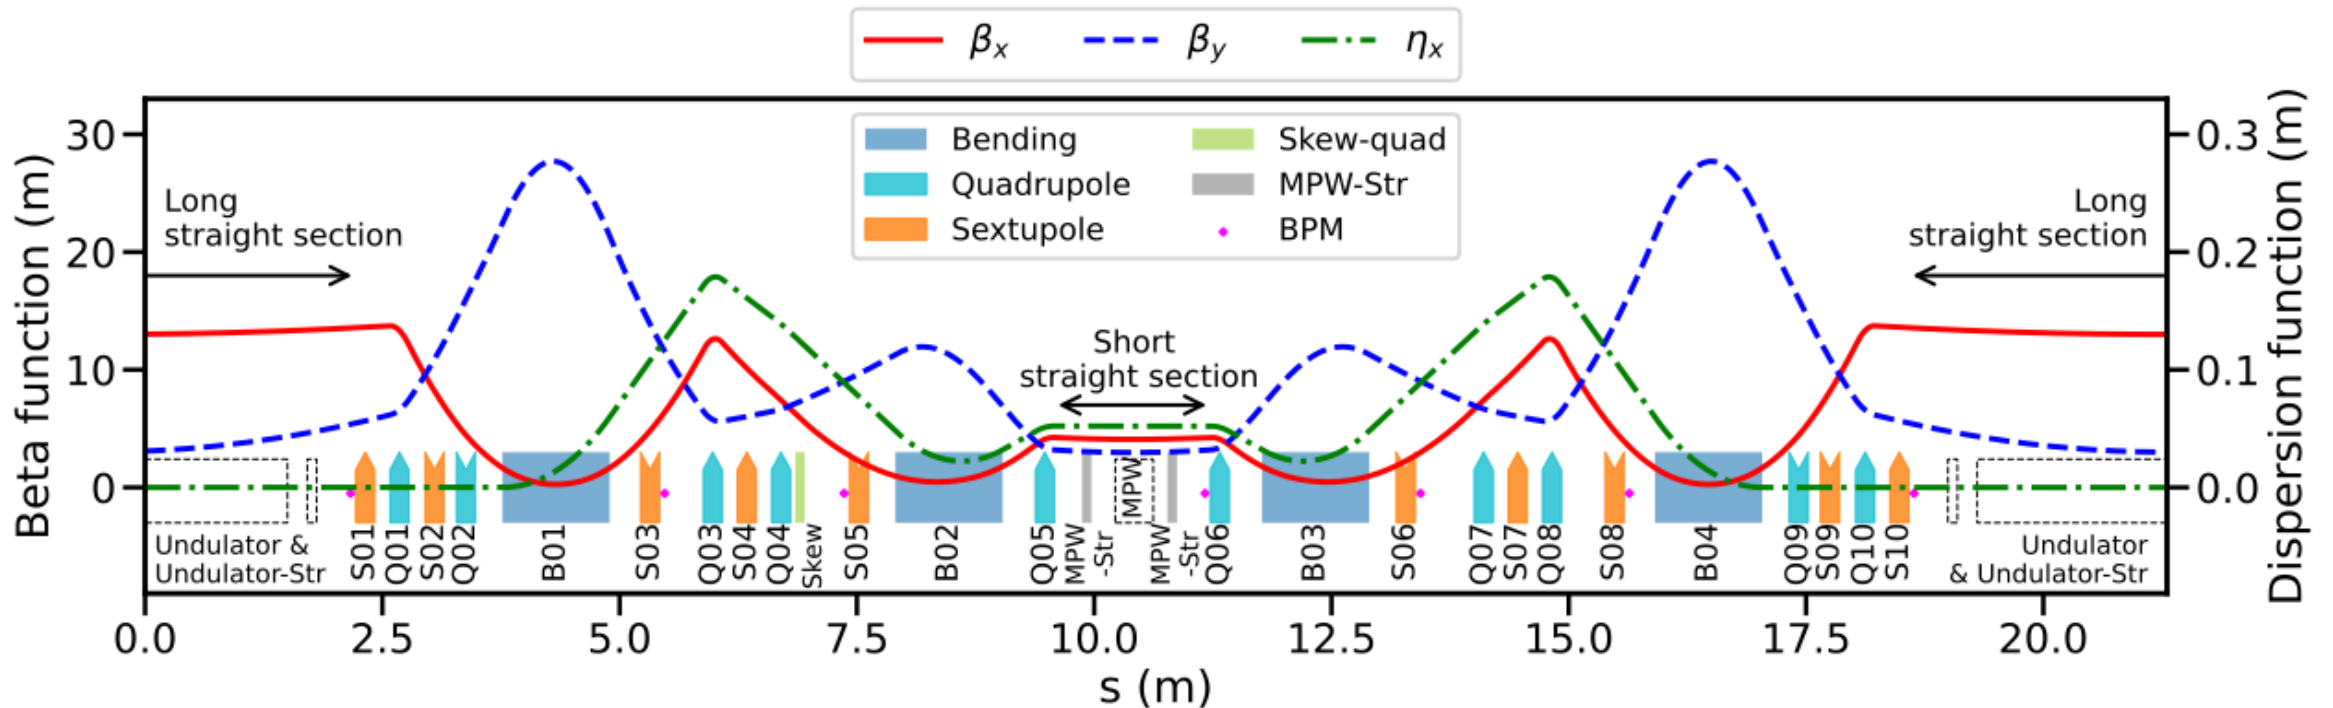 βx βy ηx
Beta function (m)
30
20
10
0
Long
straight section
Bending
Quadrupole
Sextupole
Skew-quad
MPW-Str
BPM
Short
straight section
Long
straight section
0.3
0.2
0.1
0.0
Dispersion function (m)
Undulator &
Undulator-Str
S01
Q01
S02
Q02
B01
S03
Q03
S04
Q04
Skew
S05
B02
Q05
MPW
-Str
MPW
MPW
-Str
Q06
B03
S06
Q07
S07
Q08
S08
B04
Q09
S09
Q10
S10
Undulator
& Undulator-Str
0.0 2.5 5.0 7.5 10.0 12.5 15.0 17.5 20.0
s (m)